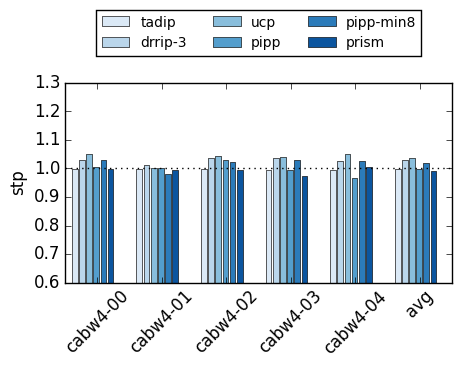 tadip ucp pipp-min8
drrip-3 pipp prism
1.3
1.2
1.1
1.0
0.9
0.8
0.7
0.6
stp
cabw4-00 cabw4-01 cabw4-02 cabw4-03 cabw4-04 avg